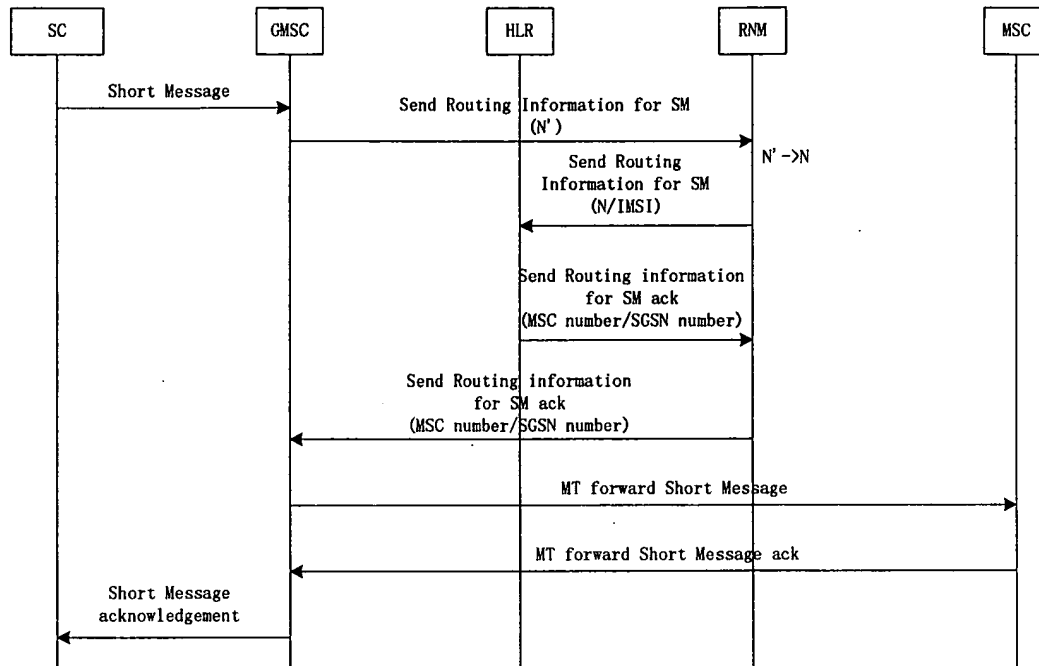 SC
GMSC
HLR
RNM
MSC
Short Message
Send Routing Information for SM
(N')
N'->N
Send Routing
Information for SM
(N/IMSI)
Send Routing information
for SM ack
(MSC number/SGSN number)
Send Routing information
for SM ack
(MSC number/SGSN number)
MT forward Short Message
MT forward Short Message ack
Short Message
acknowledgement